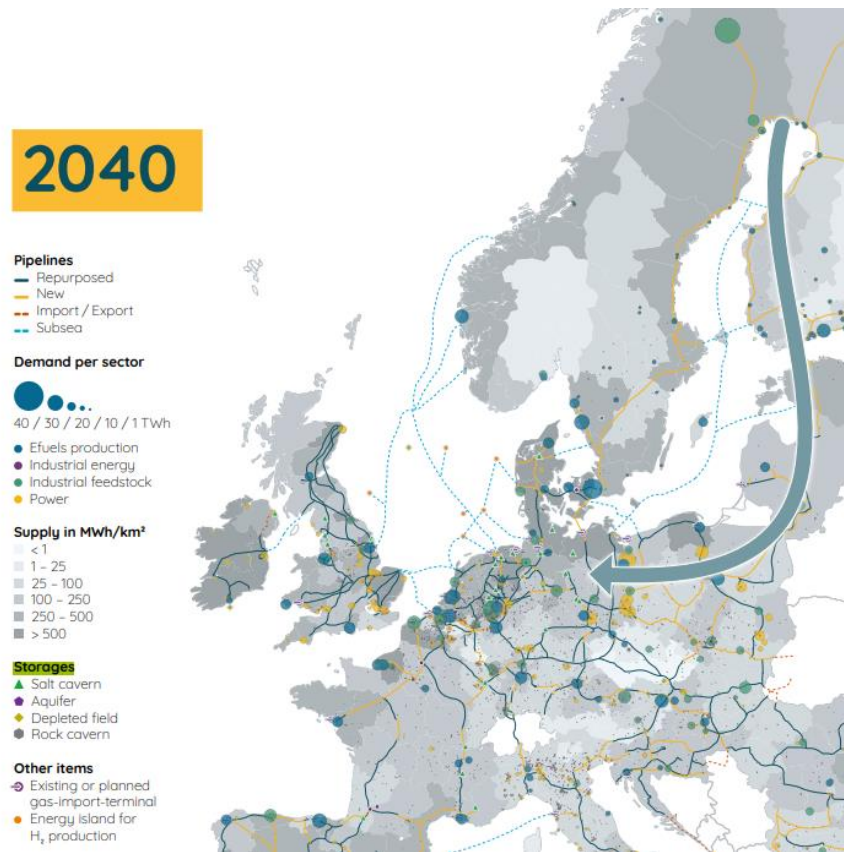 2040
Pipelines
Repurposed
New
Import / Export
Subsea
Demand per sector
40 / 30 / 20 / 10 / 1 TWh
Efuels production
Industrial energy
Industrial feedstock
Power
Supply in MWh/km²
< 1
1 – 25
25 – 100
100 – 250
250 – 500
> 500
Storages
Salt cavern
Aquifer
Depleted field
Rock cavern
Other items
Existing or planned
gas-import-terminal
Energy island for
H₂ production